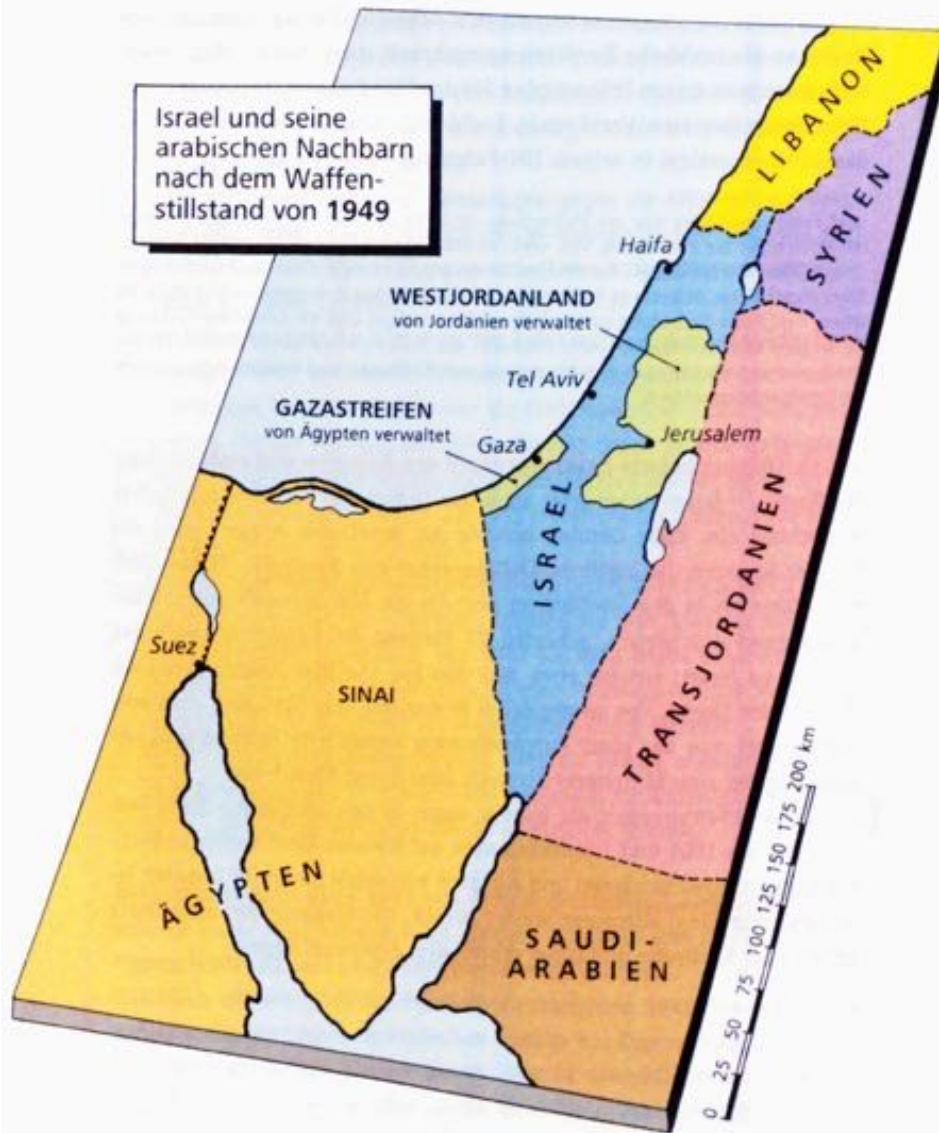 Israel und seine
arabischen Nachbarn
nach dem Waffen-
stillstand von 1949
LIBANON
SYRIEN
Haifa
WESTJORDANLAND
von Jordanien verwaltet
Tel Aviv
GAZASTREIFEN
von Ägypten verwaltet
Gaza
Jerusalem
ISRAEL
TRANSJORDANIEN
Suez
SINAI
ÄGYPTEN
SAUDI-
ARABIEN
0 25 50 75 100 125 150 175 200 km